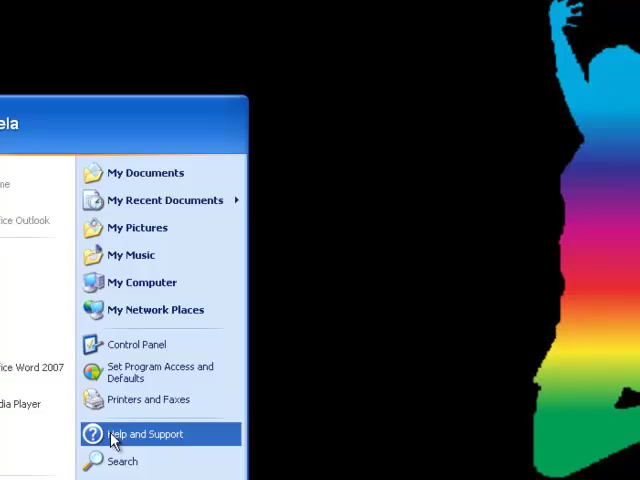 ela
me
ice Outlook
ice Word 2007
dia Player
My Documents
My Recent Documents
My Pictures
My Music
My Computer
My Network Places
Control Panel
Set Program Access and
Defaults
Printers and Faxes
Help and Support
Search